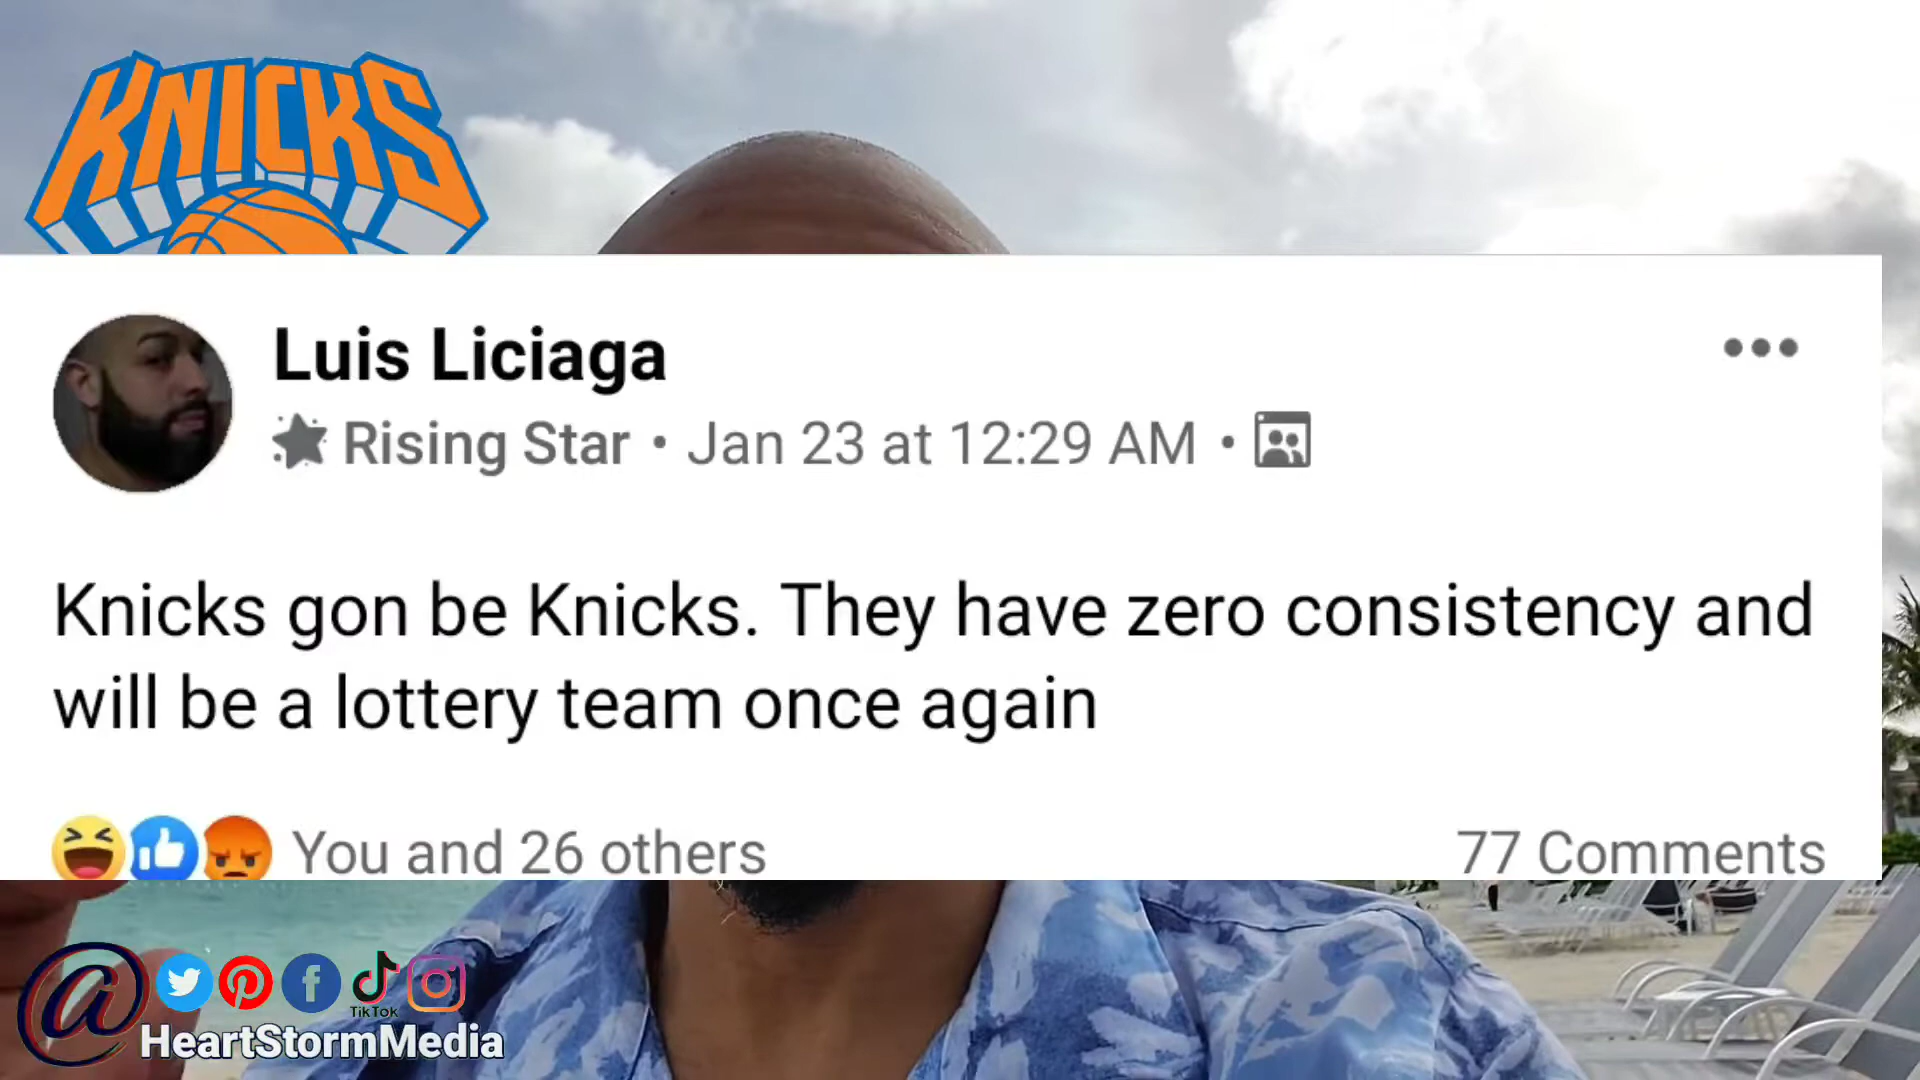 KNICKS
Luis Liciaga
Rising Star • Jan 23 at 12:29 AM •
Knicks gon be Knicks. They have zero consistency and
will be a lottery team once again
You and 26 others
77 Comments
TikTok
@HeartStormMedia